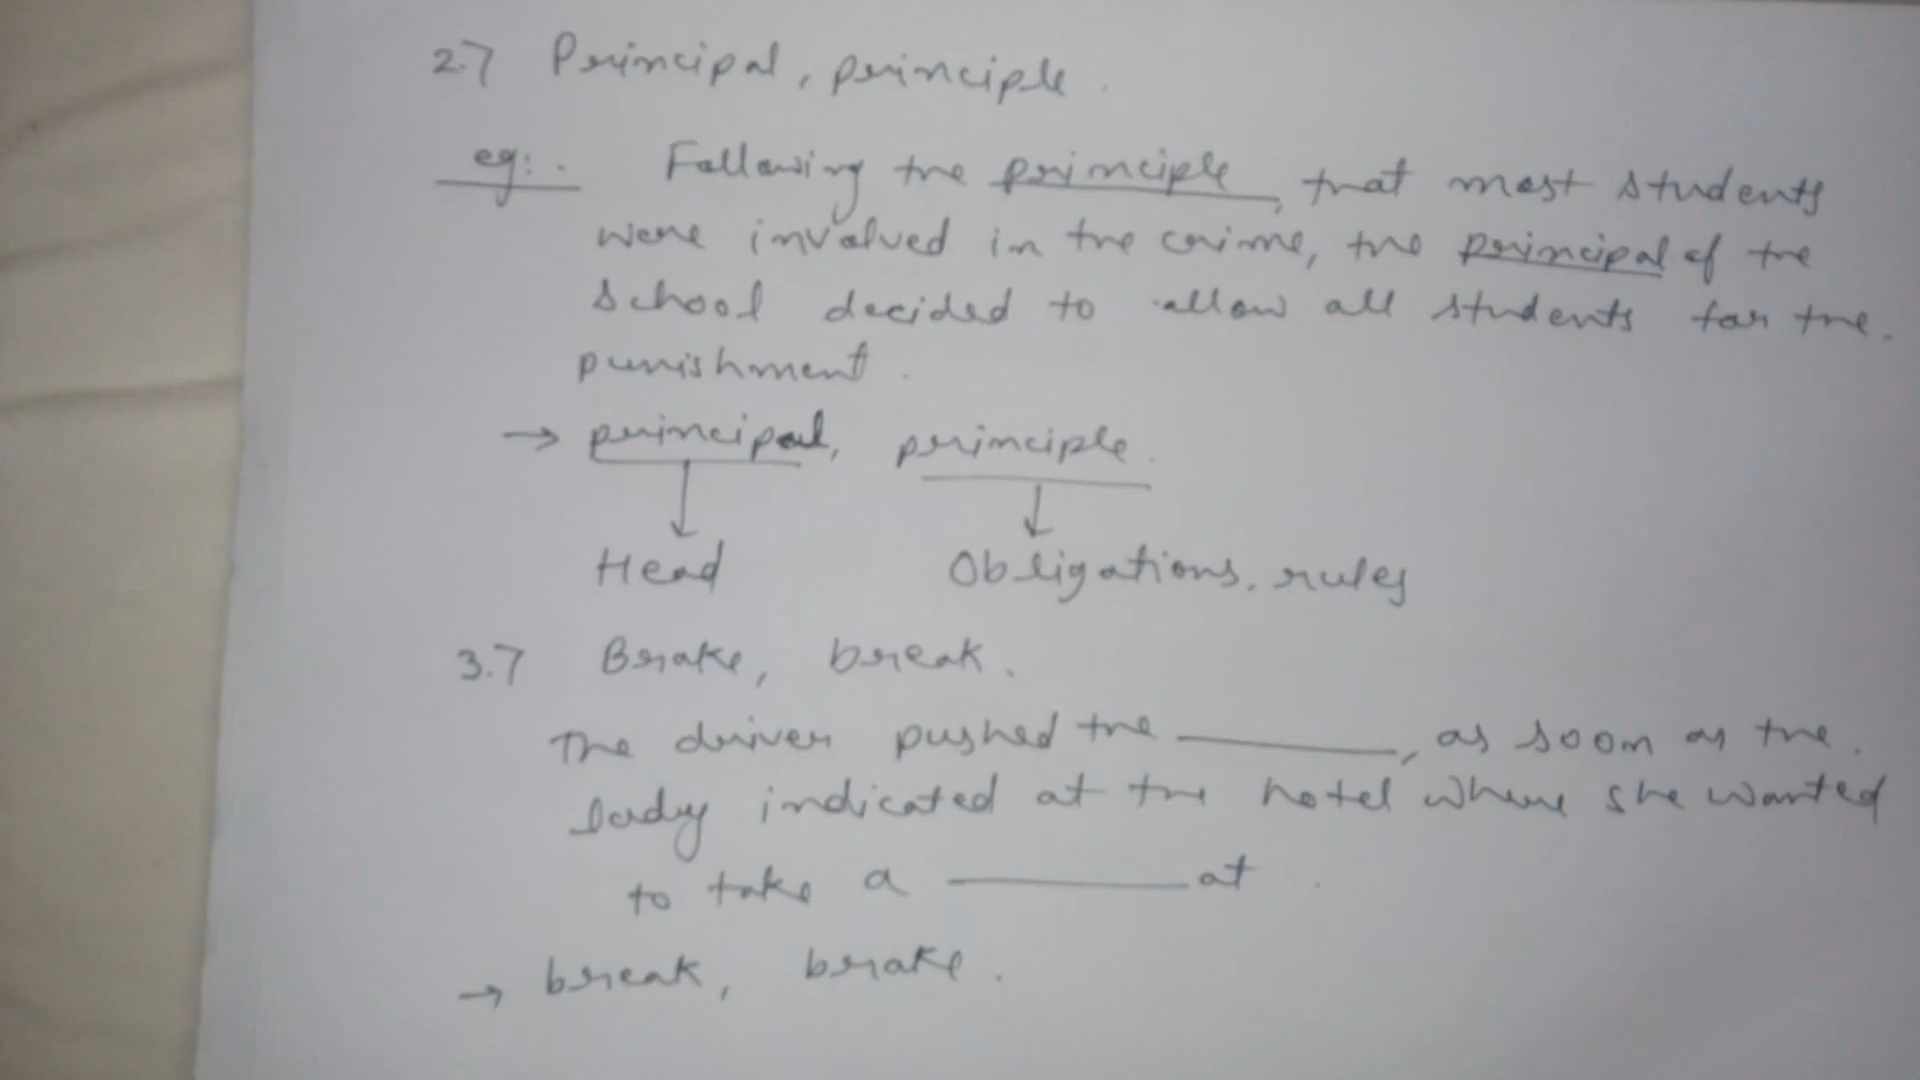 2.7 Principal, principle.
eg:. Following the principle, that most students
were involved in the crime, the principal of the
school decided to allow all students for the.
punishment.
→ principal, principle.
Head Obligations, rules
3.7 Brake, break.
The driver pushed the ________, as soon as the.
lady indicated at the hotel where she wanted
to take a ________ at.
→ break, brake.